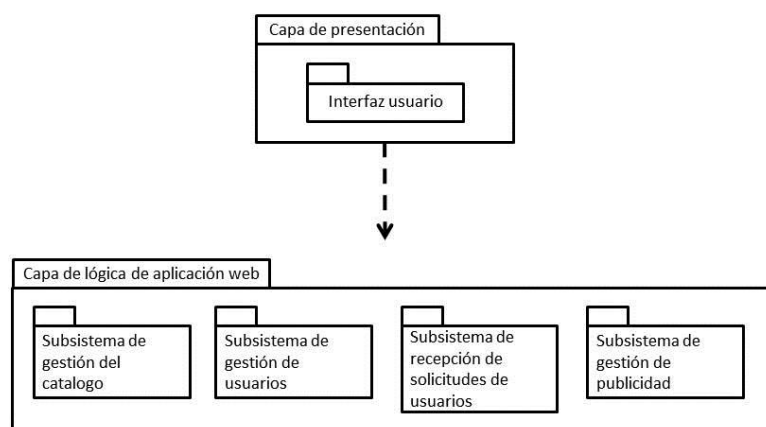 Capa de presentación
Interfaz usuario
Capa de lógica de aplicación web
Subsistema de
gestión del
catalogo
Subsistema de
gestión de
usuarios
Subsistema de
recepción de
solicitudes de
usuarios
Subsistema de
gestión de
publicidad